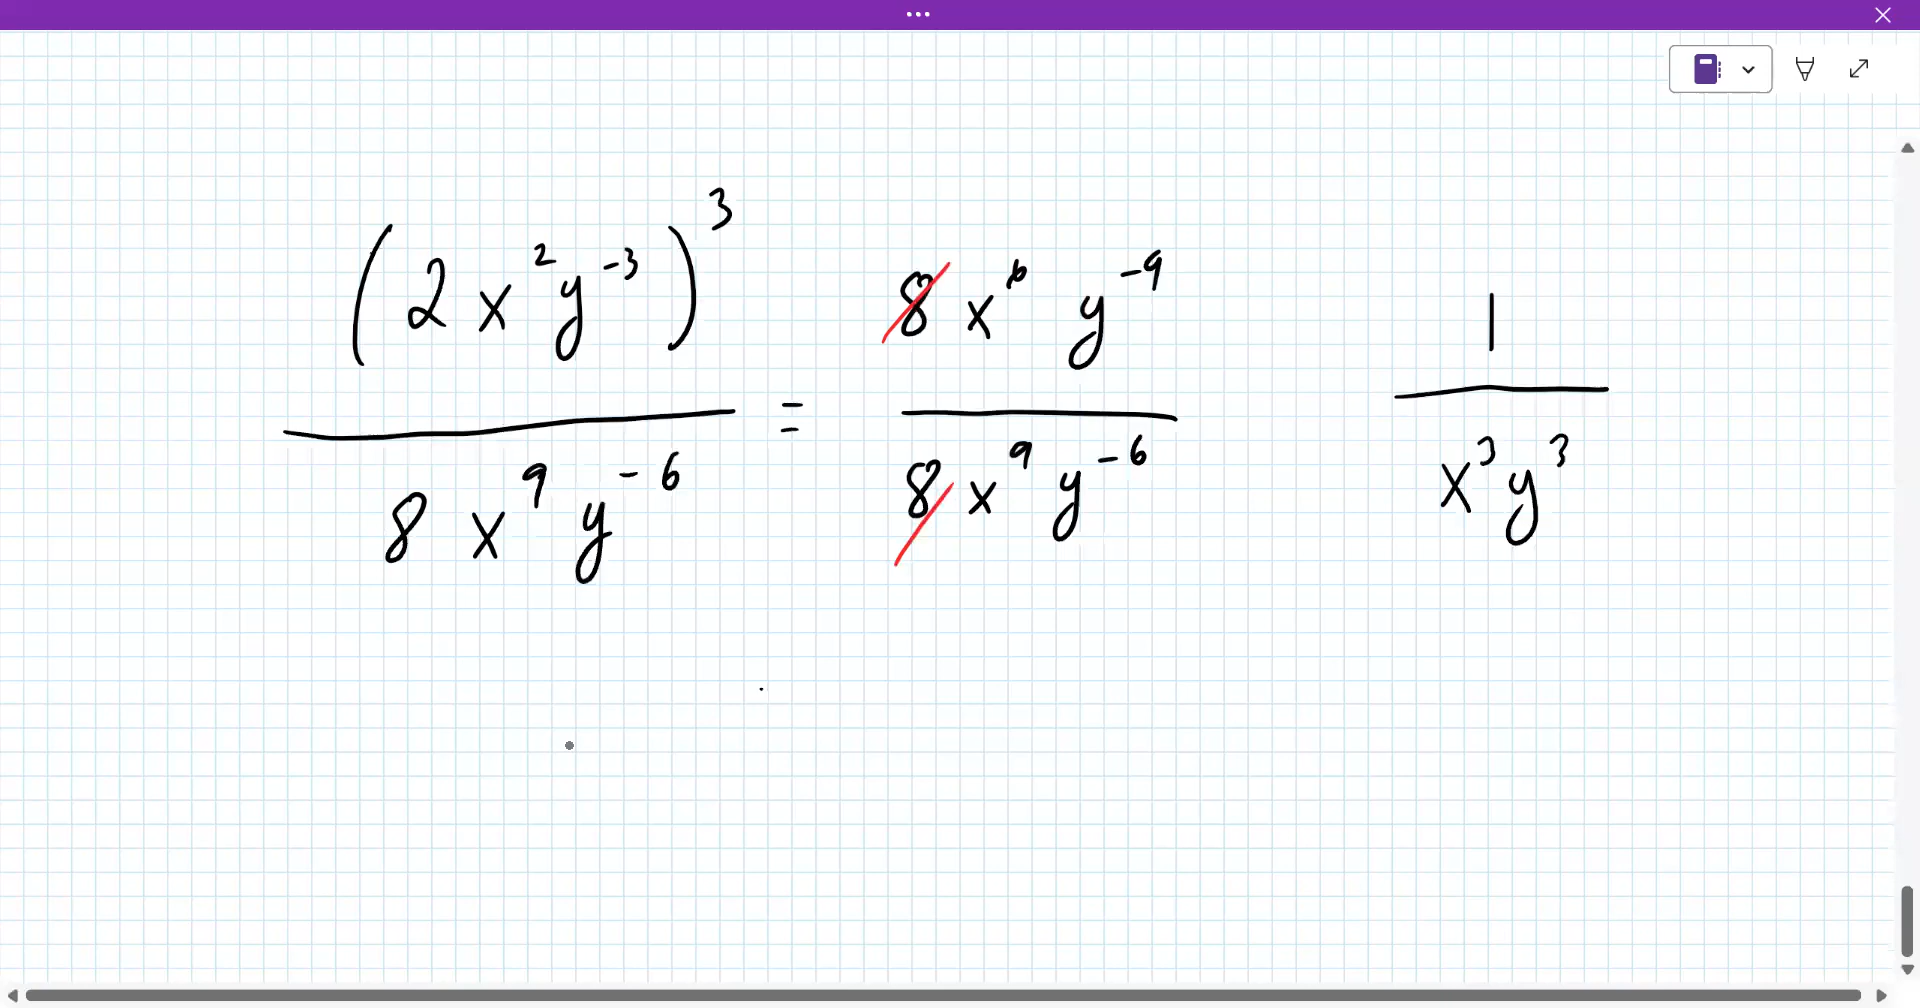 (2x²y⁻³)³ / 8x⁹y⁻⁶ = 8x⁶y⁻⁹ / 8x⁹y⁻⁶ 1 / x³y³